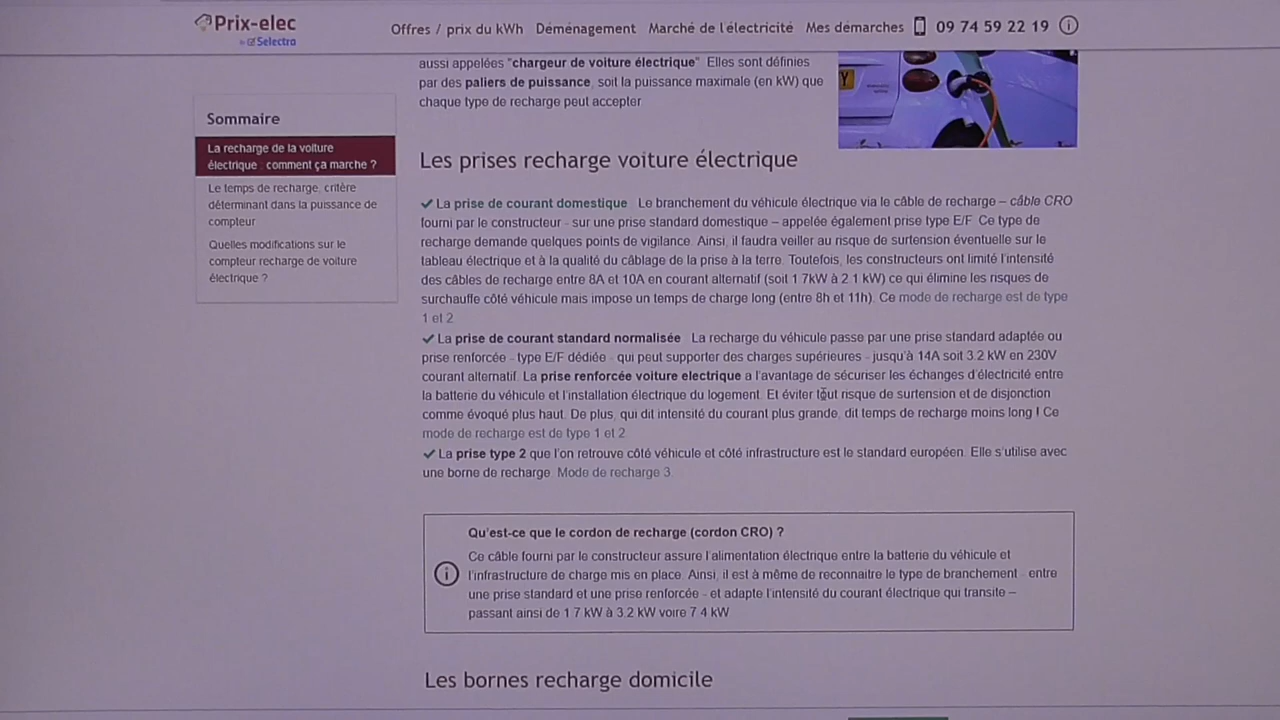 Prix-elec
by Selectra
Offres / prix du kWh Déménagement Marché de l'électricité Mes démarches 09 74 59 22 19
aussi appelées "chargeur de voiture électrique" Elles sont définies
par des paliers de puissance, soit la puissance maximale (en kW) que
chaque type de recharge peut accepter
Sommaire
La recharge de la voiture
électrique : comment ça marche ?
Le temps de recharge, critère
déterminant dans la puissance de
compteur
Quelles modifications sur le
compteur recharge de voiture
électrique ?
Les prises recharge voiture électrique
La prise de courant domestique Le branchement du véhicule électrique via le câble de recharge – câble CRO
fourni par le constructeur - sur une prise standard domestique – appelée également prise type E/F. Ce type de
recharge demande quelques points de vigilance. Ainsi, il faudra veiller au risque de surtension éventuelle sur le
tableau électrique et à la qualité du câblage de la prise à la terre. Toutefois, les constructeurs ont limité l'intensité
des câbles de recharge entre 8A et 10A en courant alternatif (soit 1 7kW à 2 1 kW) ce qui élimine les risques de
surchauffe côté véhicule mais impose un temps de charge long (entre 8h et 11h). Ce mode de recharge est de type
1 et 2
La prise de courant standard normalisée La recharge du véhicule passe par une prise standard adaptée ou
prise renforcée - type E/F dédiée - qui peut supporter des charges supérieures - jusqu'à 14A soit 3.2 kW en 230V
courant alternatif. La prise renforcée voiture electrique a l'avantage de sécuriser les échanges d'électricité entre
la batterie du véhicule et l'installation électrique du logement. Et éviter tout risque de surtension et de disjonction
comme évoqué plus haut. De plus, qui dit intensité du courant plus grande, dit temps de recharge moins long ! Ce
mode de recharge est de type 1 et 2
La prise type 2 que l'on retrouve côté véhicule et côté infrastructure est le standard européen. Elle s'utilise avec
une borne de recharge. Mode de recharge 3.
Qu'est-ce que le cordon de recharge (cordon CRO) ?
Ce câble fourni par le constructeur assure l'alimentation électrique entre la batterie du véhicule et
l'infrastructure de charge mis en place. Ainsi, il est à même de reconnaitre le type de branchement - entre
une prise standard et une prise renforcée - et adapte l'intensité du courant électrique qui transite –
passant ainsi de 1 7 kW à 3.2 kW voire 7 4 kW
Les bornes recharge domicile